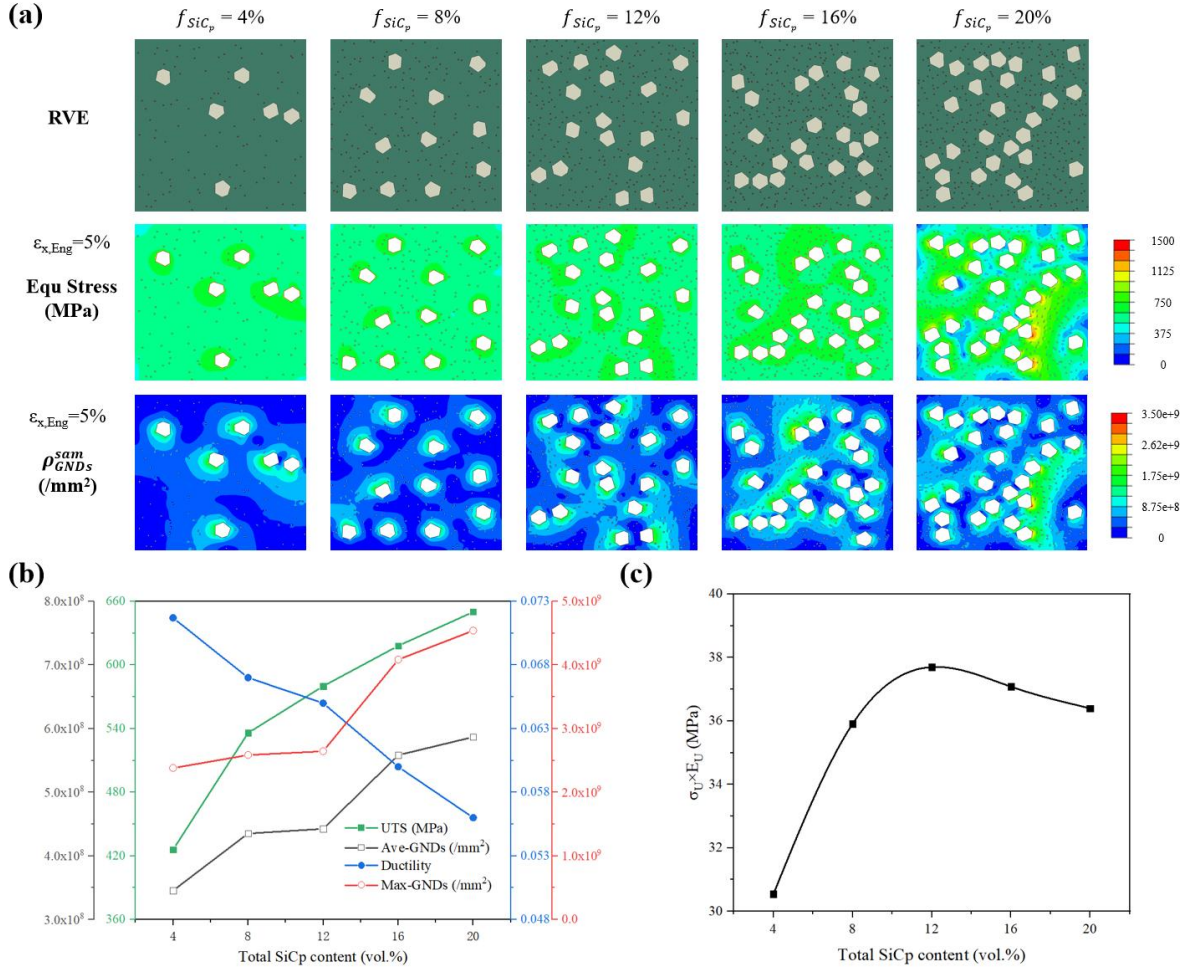 (a)
f_SiCp = 4% f_SiCp = 8% f_SiCp = 12% f_SiCp = 16% f_SiCp = 20%
RVE
εx,Eng=5%
Equ Stress
(MPa)
1500
1125
750
375
0
εx,Eng=5%
ρ^sam_GNDs
(/mm²)
3.50e+9
2.62e+9
1.75e+9
8.75e+8
0
(b)
8.0x10⁸
7.0x10⁸
6.0x10⁸
5.0x10⁸
4.0x10⁸
3.0x10⁸
660
600
540
480
420
360
0.073
0.068
0.063
0.058
0.053
0.048
5.0x10⁹
4.0x10⁹
3.0x10⁹
2.0x10⁹
1.0x10⁹
0.0
UTS (MPa)
Ave-GNDs (/mm²)
Ductility
Max-GNDs (/mm²)
4 8 12 16 20
Total SiCp content (vol.%)
(c)
σU×EU (MPa)
40
38
36
34
32
30
4 8 12 16 20
Total SiCp content (vol.%)